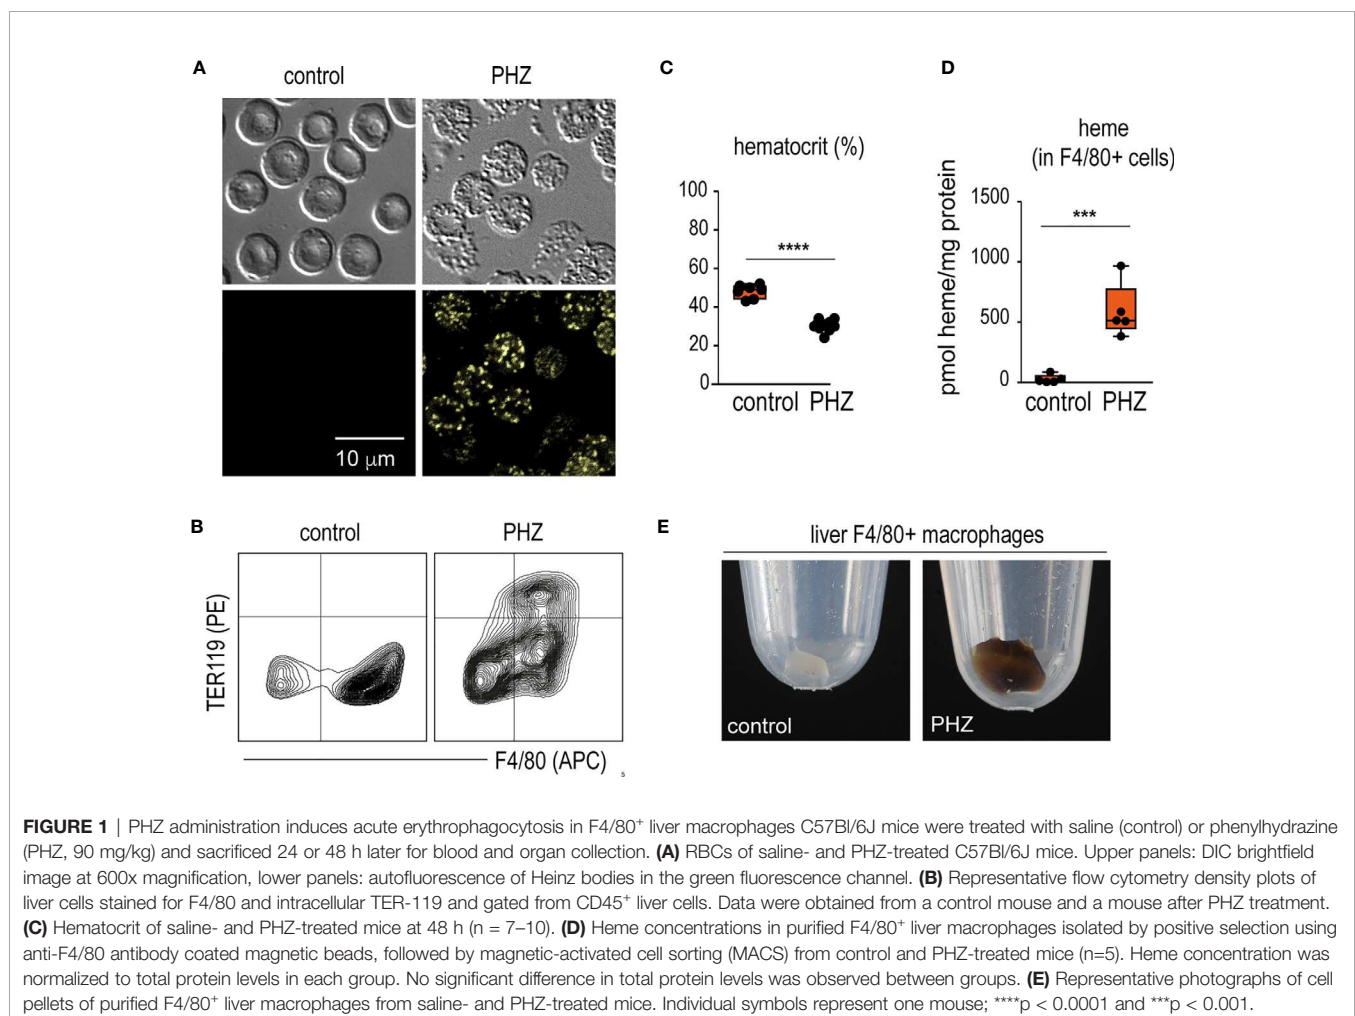 A
control
PHZ
10 µm
B
control
PHZ
TER119 (PE)
F4/80 (APC)
s
C
hematocrit (%)
100
80
60
40
20
0
****
control PHZ
D
heme
(in F4/80+ cells)
pmol heme/mg protein
1500
1000
500
0
***
control PHZ
E
liver F4/80+ macrophages
control
PHZ
FIGURE 1 | PHZ administration induces acute erythrophagocytosis in F4/80⁺ liver macrophages C57Bl/6J mice were treated with saline (control) or phenylhydrazine
(PHZ, 90 mg/kg) and sacrificed 24 or 48 h later for blood and organ collection. (A) RBCs of saline- and PHZ-treated C57Bl/6J mice. Upper panels: DIC brightfield
image at 600x magnification, lower panels: autofluorescence of Heinz bodies in the green fluorescence channel. (B) Representative flow cytometry density plots of
liver cells stained for F4/80 and intracellular TER-119 and gated from CD45⁺ liver cells. Data were obtained from a control mouse and a mouse after PHZ treatment.
(C) Hematocrit of saline- and PHZ-treated mice at 48 h (n = 7–10). (D) Heme concentrations in purified F4/80⁺ liver macrophages isolated by positive selection using
anti-F4/80 antibody coated magnetic beads, followed by magnetic-activated cell sorting (MACS) from control and PHZ-treated mice (n=5). Heme concentration was
normalized to total protein levels in each group. No significant difference in total protein levels was observed between groups. (E) Representative photographs of cell
pellets of purified F4/80⁺ liver macrophages from saline- and PHZ-treated mice. Individual symbols represent one mouse; ****p < 0.0001 and ***p < 0.001.